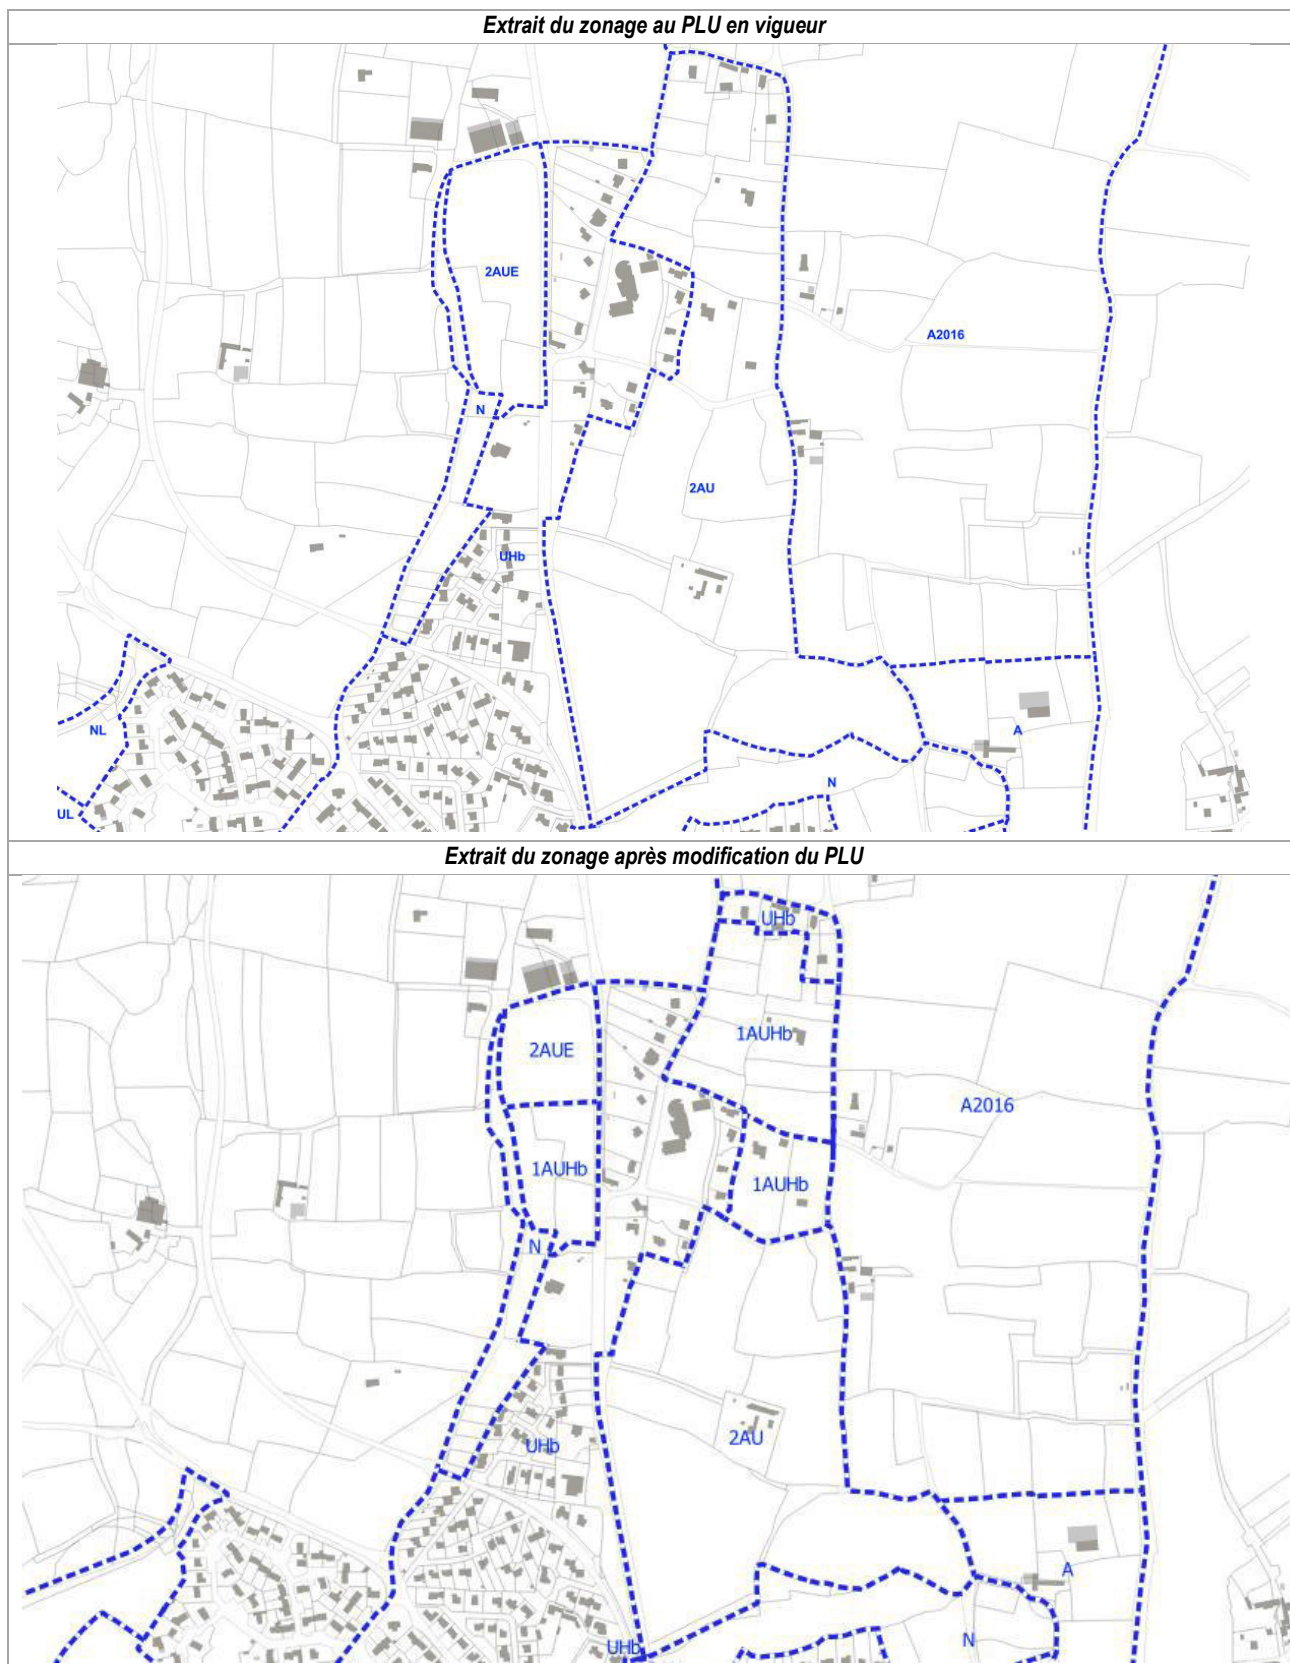 Extrait du zonage au PLU en vigueur
2AUE
A2016
N
2AU
UHb
NL
A
N
UL
Extrait du zonage après modification du PLU
UHb
1AUHb
2AUE
A2016
1AUHb
1AUHb
N
2AU
UHb
A
N
UHb